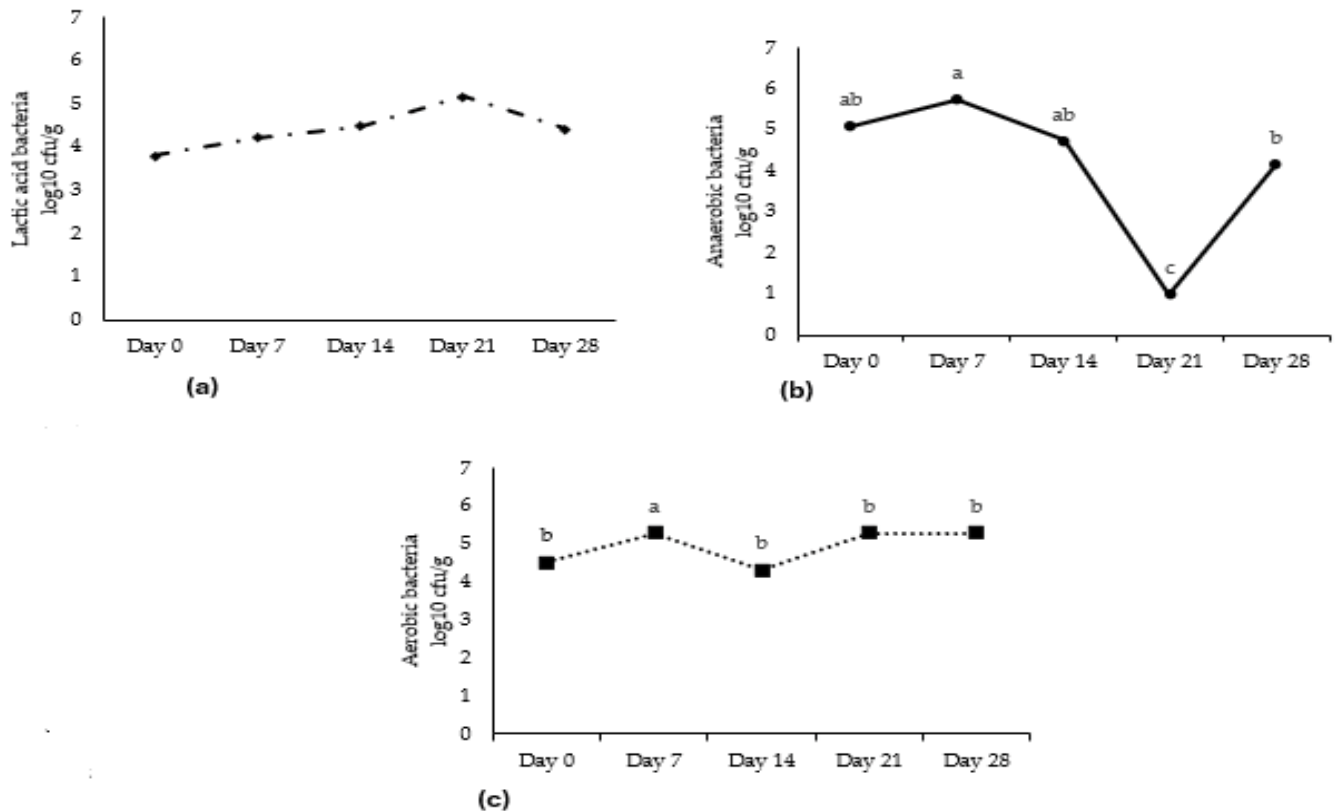 7
6
5
4
3
2
1
0
Lactic acid bacteria
log10 cfu/g
Day 0 Day 7 Day 14 Day 21 Day 28
(a)
7
6
5
4
3
2
1
0
Anaerobic bacteria
log10 cfu/g
ab
a
ab
c
b
Day 0 Day 7 Day 14 Day 21 Day 28
(b)
7
6
5
4
3
2
1
0
Aerobic bacteria
log10 cfu/g
b a b b b
Day 0 Day 7 Day 14 Day 21 Day 28
(c)